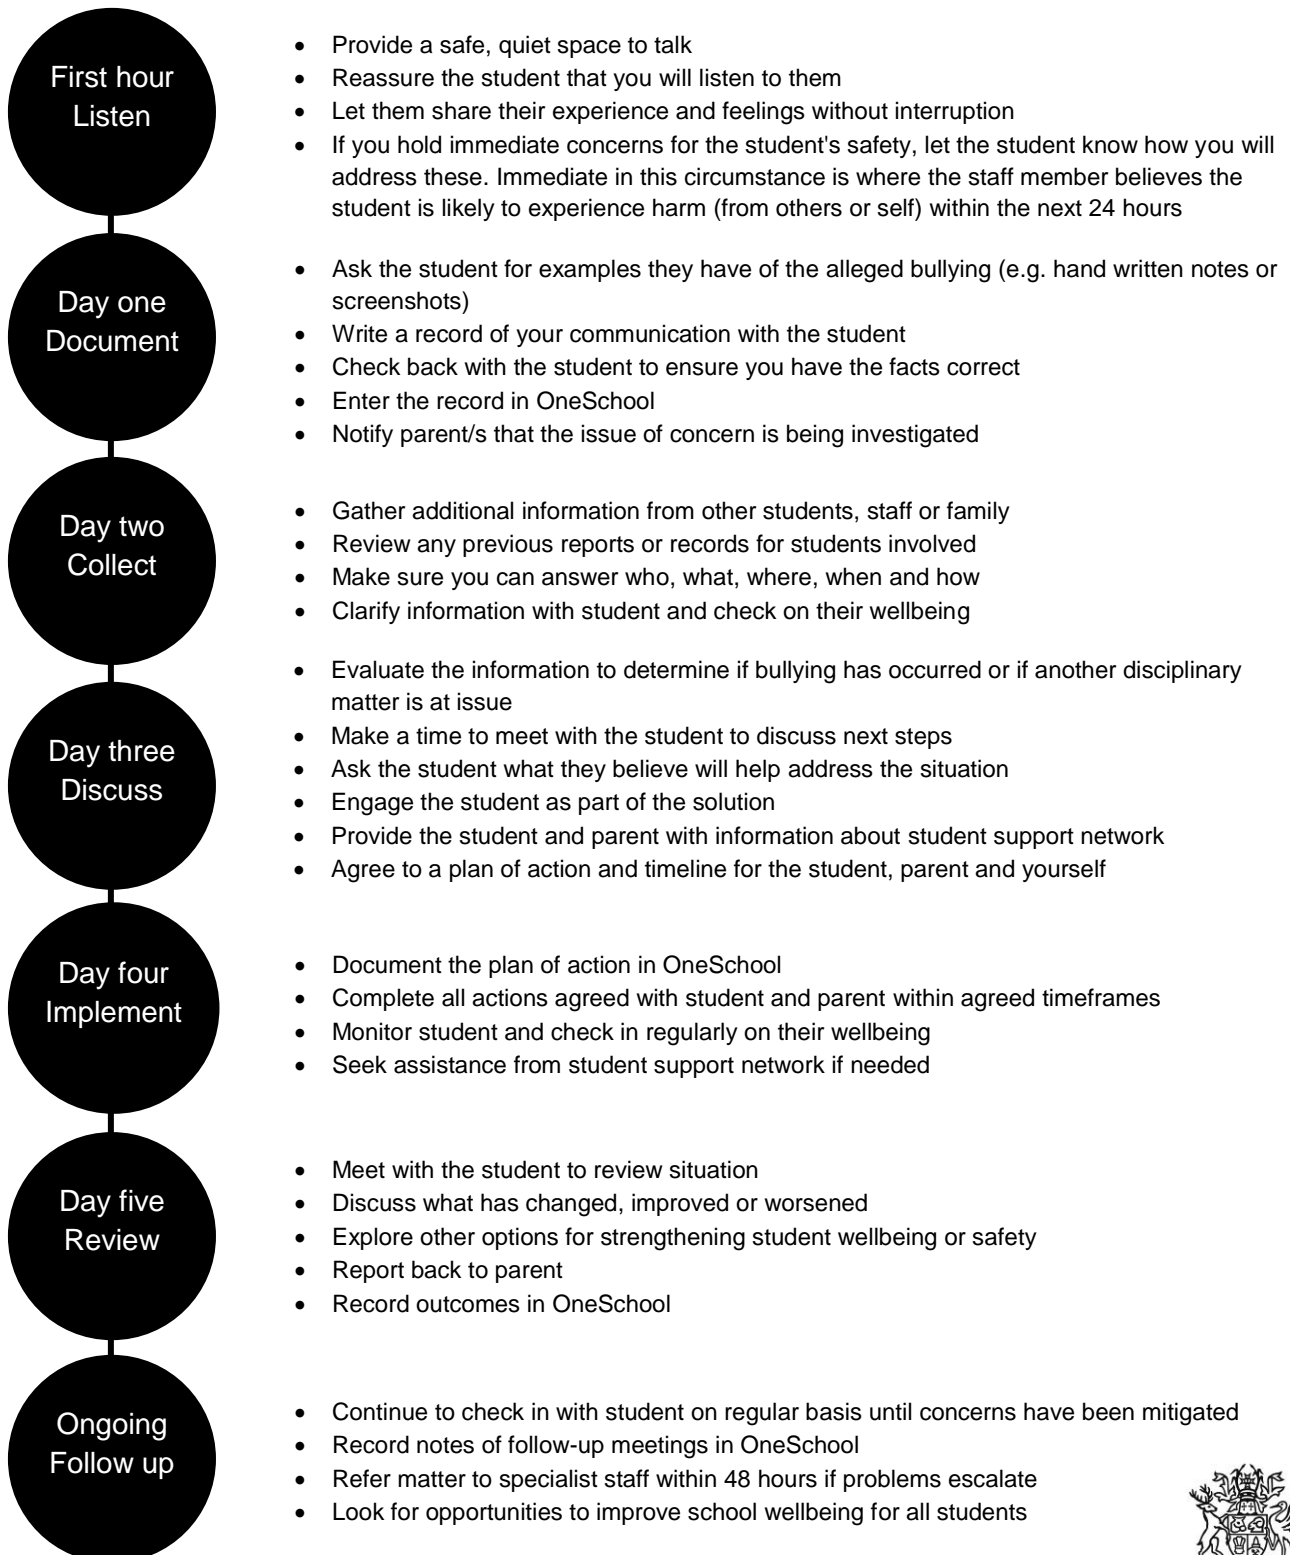 First hour
Listen
• Provide a safe, quiet space to talk
• Reassure the student that you will listen to them
• Let them share their experience and feelings without interruption
• If you hold immediate concerns for the student's safety, let the student know how you will
address these. Immediate in this circumstance is where the staff member believes the
student is likely to experience harm (from others or self) within the next 24 hours
Day one
Document
• Ask the student for examples they have of the alleged bullying (e.g. hand written notes or
screenshots)
• Write a record of your communication with the student
• Check back with the student to ensure you have the facts correct
• Enter the record in OneSchool
• Notify parent/s that the issue of concern is being investigated
Day two
Collect
• Gather additional information from other students, staff or family
• Review any previous reports or records for students involved
• Make sure you can answer who, what, where, when and how
• Clarify information with student and check on their wellbeing
Day three
Discuss
• Evaluate the information to determine if bullying has occurred or if another disciplinary
matter is at issue
• Make a time to meet with the student to discuss next steps
• Ask the student what they believe will help address the situation
• Engage the student as part of the solution
• Provide the student and parent with information about student support network
• Agree to a plan of action and timeline for the student, parent and yourself
Day four
Implement
• Document the plan of action in OneSchool
• Complete all actions agreed with student and parent within agreed timeframes
• Monitor student and check in regularly on their wellbeing
• Seek assistance from student support network if needed
Day five
Review
• Meet with the student to review situation
• Discuss what has changed, improved or worsened
• Explore other options for strengthening student wellbeing or safety
• Report back to parent
• Record outcomes in OneSchool
Ongoing
Follow up
• Continue to check in with student on regular basis until concerns have been mitigated
• Record notes of follow-up meetings in OneSchool
• Refer matter to specialist staff within 48 hours if problems escalate
• Look for opportunities to improve school wellbeing for all students